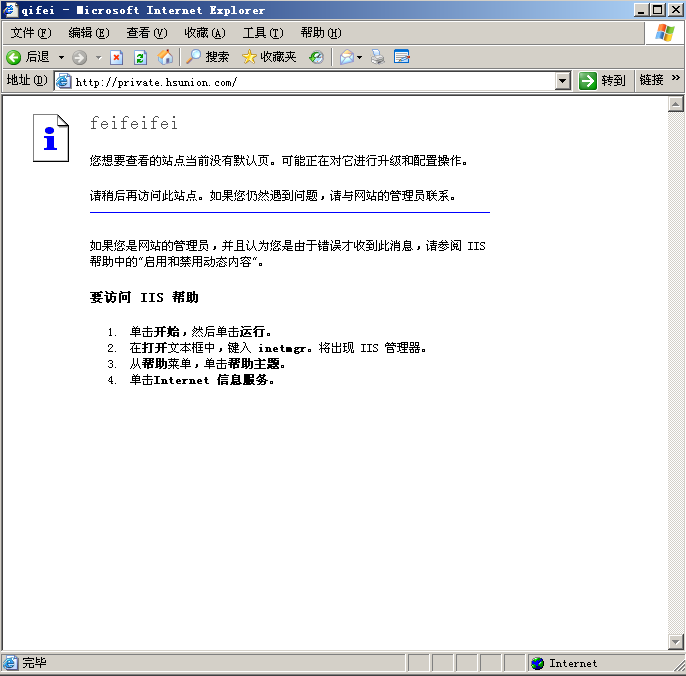 qifei - Microsoft Internet Explorer
文件(F) 编辑(E) 查看(V) 收藏(A) 工具(T) 帮助(H)
后退 搜索 收藏夹
地址(D) http://private.hsunion.com/ 转到 链接 »
feifeifei
您想要查看的站点当前没有默认页。可能正在对它进行升级和配置操作。
请稍后再访问此站点。如果您仍然遇到问题，请与网站的管理员联系。
如果您是网站的管理员，并且认为您是由于错误才收到此消息，请参阅 IIS
帮助中的“启用和禁用动态内容”。
要访问 IIS 帮助
1. 单击开始，然后单击运行。
2. 在打开文本框中，键入 inetmgr。将出现 IIS 管理器。
3. 从帮助菜单，单击帮助主题。
4. 单击Internet 信息服务。
完毕 Internet